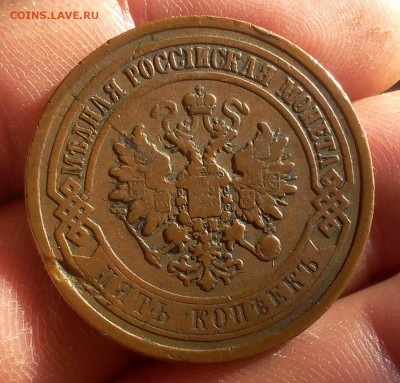 COINS.LAVE.RU
МѢДНАЯ РОССІЙСКАЯ МОНЕТА
ПЯТЬ КОПѢЕКЪ